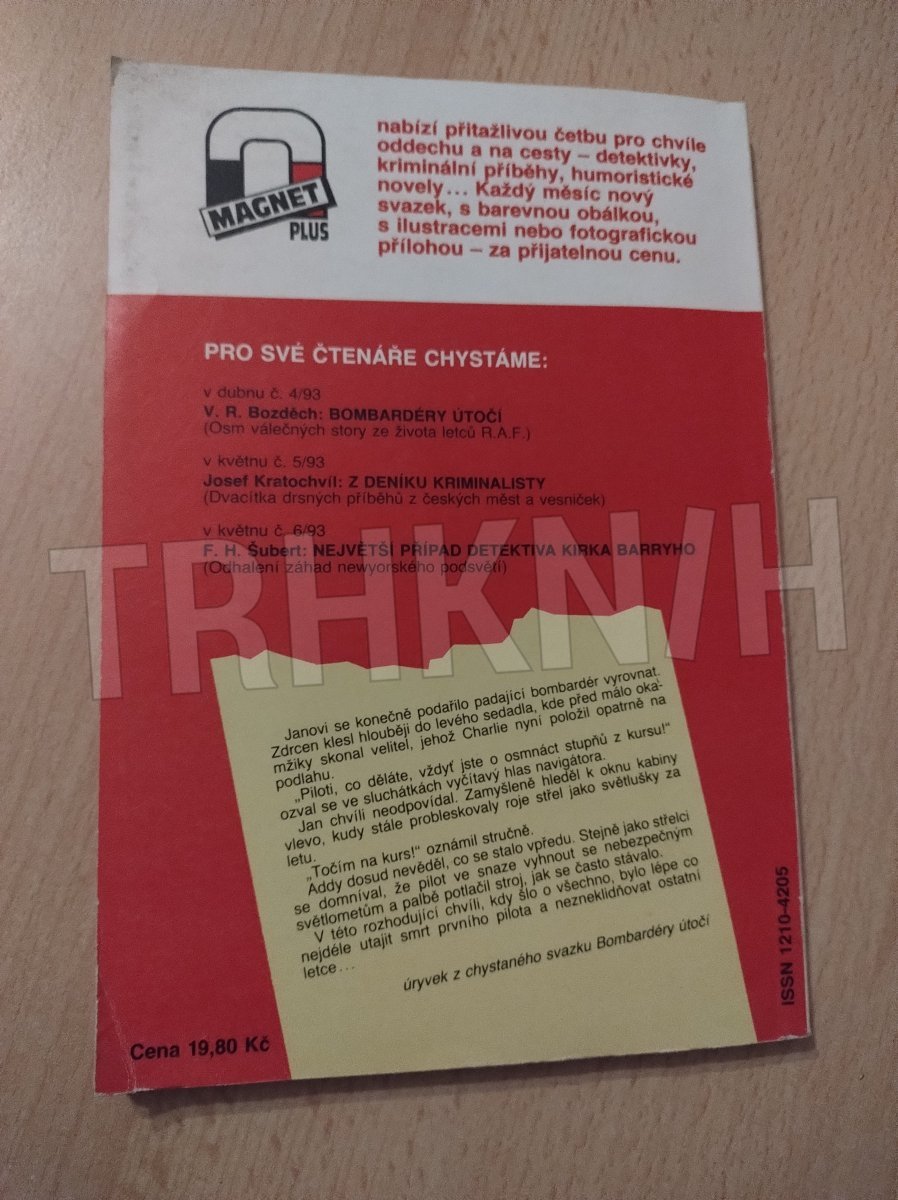 MAGNET
PLUS
nabízí přitažlivou četbu pro chvíle
oddechu a na cesty – detektivky,
kriminální příběhy, humoristické
novely... Každý měsíc nový
svazek, s barevnou obálkou,
s ilustracemi nebo fotografickou
přílohou – za přijatelnou cenu.
PRO SVÉ ČTENÁŘE CHYSTÁME:
v dubnu č. 4/93
V. R. Bozděch: BOMBARDÉRY ÚTOČÍ
(Osm válečných story ze života letců R.A.F.)
v květnu č. 5/93
Josef Kratochvíl: Z DENÍKU KRIMINALISTY
(Dvacítka drsných příběhů z českých měst a vesniček)
v květnu č. 6/93
F. H. Šubert: NEJVĚTŠÍ PŘÍPAD DETEKTIVA KIRKA BARRYHO
(Odhalení záhad newyorského podsvětí)
TRHKN/H
Janovi se konečně podařilo padající bombardér vyrovnat.
Zdrcen klesl hlouběji do levého sedadla, kde před málo oka-
mžiky skonal velitel, jehož Charlie nyní položil opatrně na
podlahu.
„Piloti, co děláte, vždyť jste o osmnáct stupňů z kursu!"
ozval se ve sluchátkách vyčítavý hlas navigátora.
Jan chvíli neodpovídal. Zamyšleně hleděl k oknu kabiny
vlevo, kudy stále probleskovaly roje střel jako světlušky za
letu.
„Točím na kurs!" oznámil stručně.
Addy dosud nevěděl, co se stalo vpředu. Stejně jako střelci
se domníval, že pilot ve snaze vyhnout se nebezpečným
světlometům a palbě potlačil stroj, jak se často stávalo.
V této rozhodující chvíli, kdy šlo o všechno, bylo lépe co
nejdéle utajit smrt prvního pilota a nezneklidňovat ostatní
letce...
úryvek z chystaného svazku Bombardéry útočí
Cena 19,80 Kč
ISSN 1210-4205